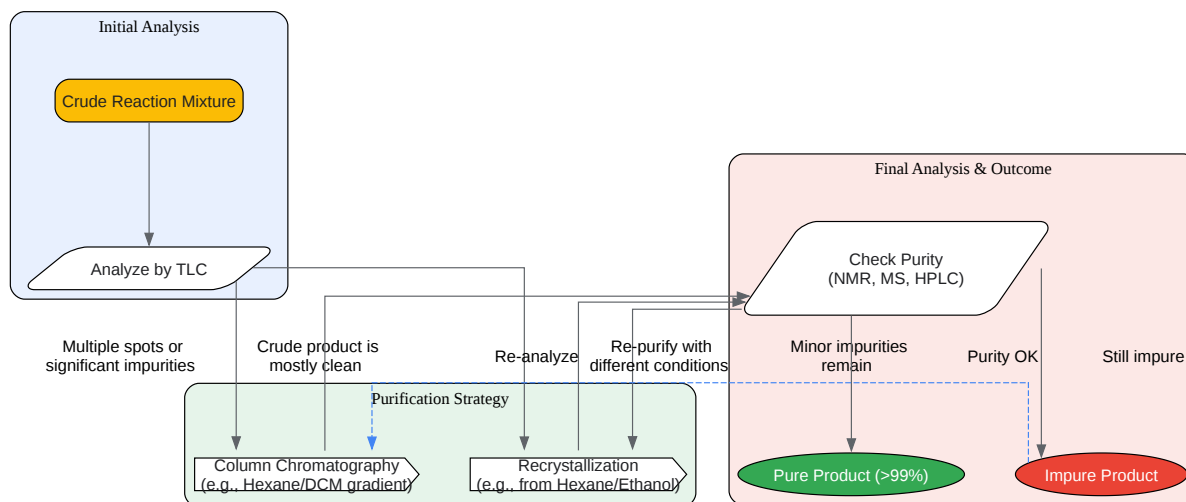 Initial Analysis
Crude Reaction Mixture
Analyze by TLC
Final Analysis & Outcome
Check Purity
(NMR, MS, HPLC)
Multiple spots or
significant impurities
Crude product is
mostly clean
Re-analyze
Re-purify with
different conditions
Minor impurities
remain
Purity OK
Still impure
Purification Strategy
Column Chromatography
(e.g., Hexane/DCM gradient)
Recrystallization
(e.g., from Hexane/Ethanol)
Pure Product (>99%)
Impure Product